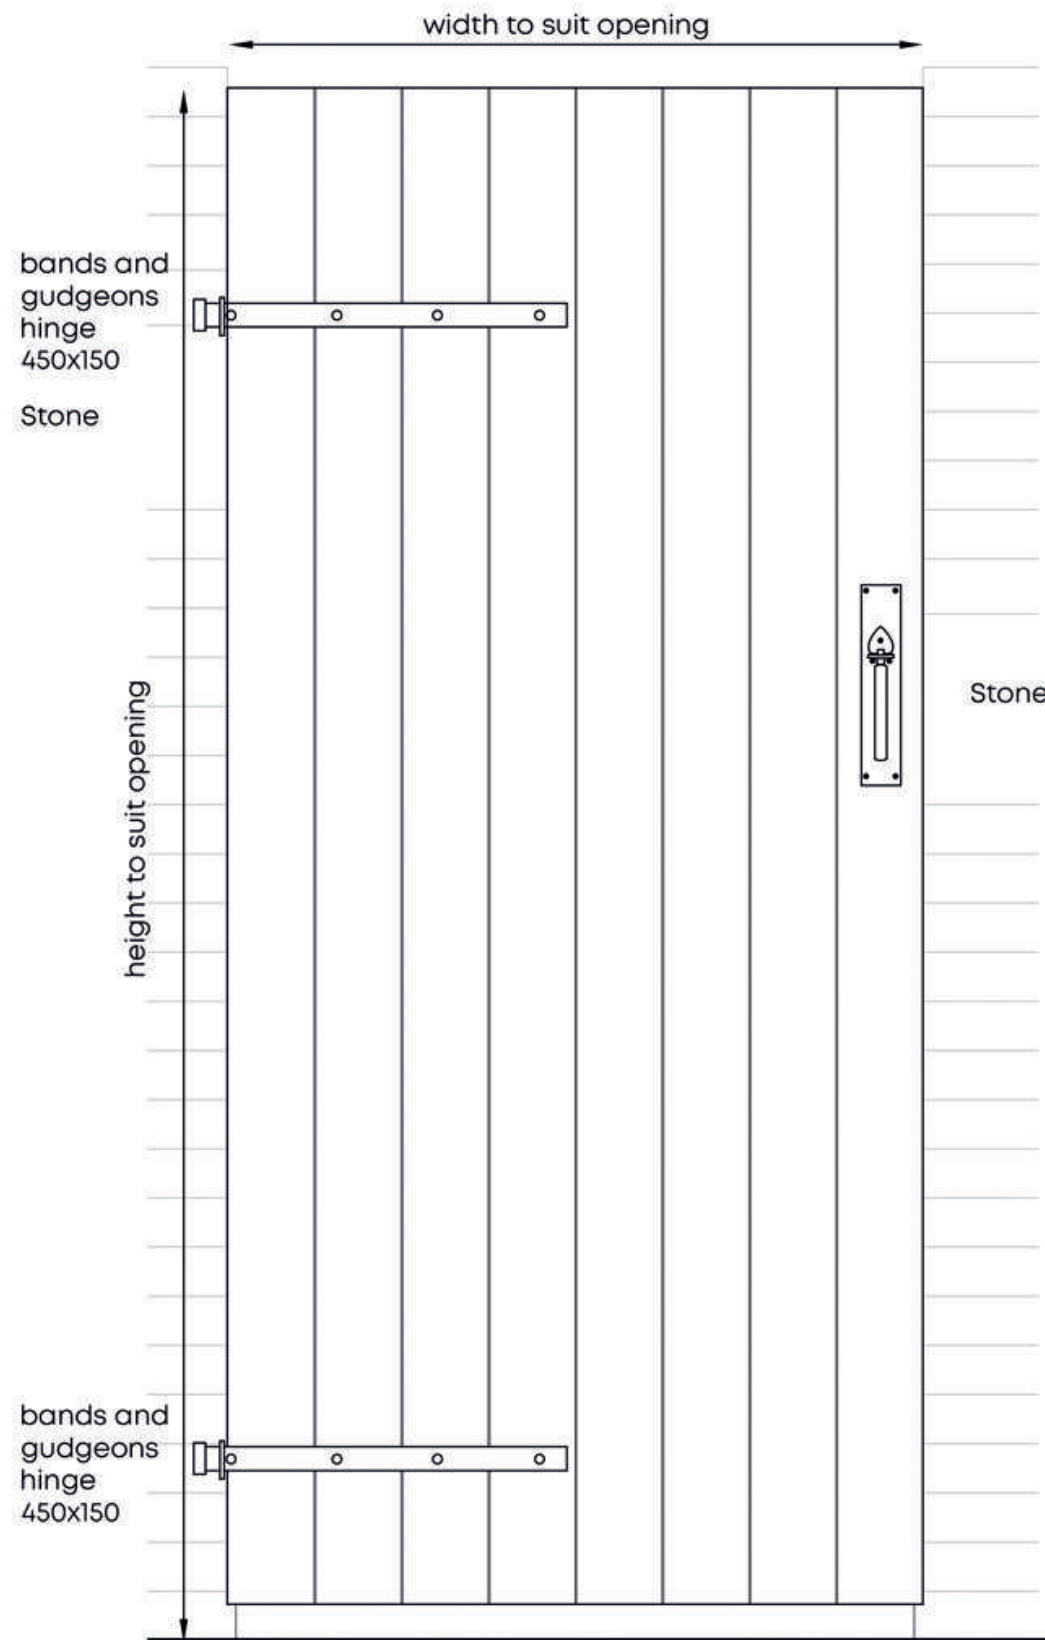 width to suit opening
bands and
gudgeons
hinge
450x150
Stone
height to suit opening
Stone
bands and
gudgeons
hinge
450x150